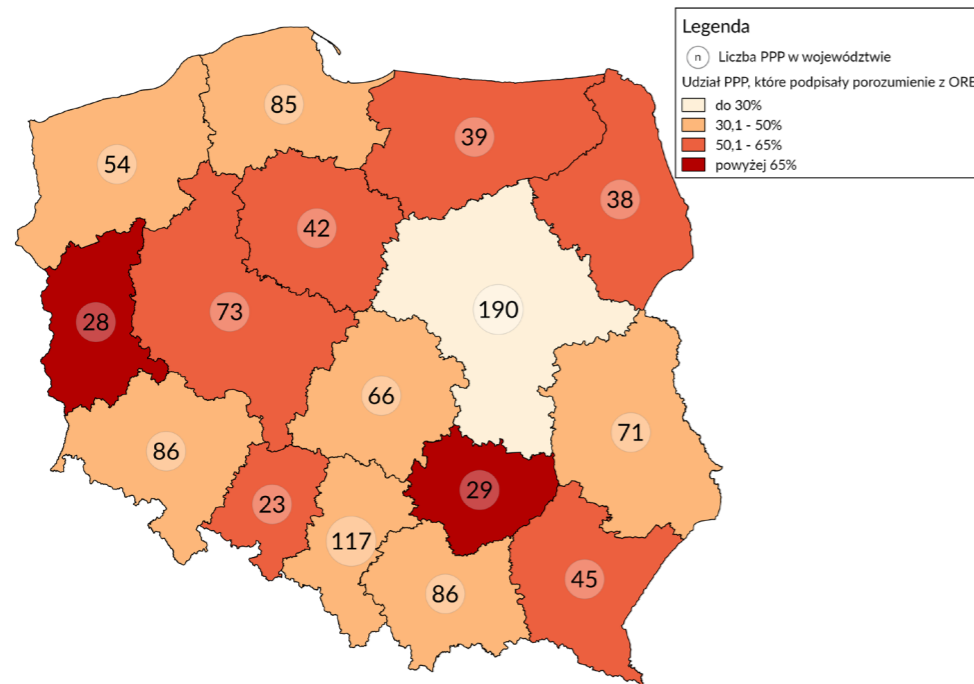 Legenda
n Liczba PPP w województwie
Udział PPP, które podpisały porozumienie z ORE
do 30%
30,1 - 50%
50,1 - 65%
powyżej 65%
85
39
54
38
42
28
73
190
66
71
86
29
23
117
45
86